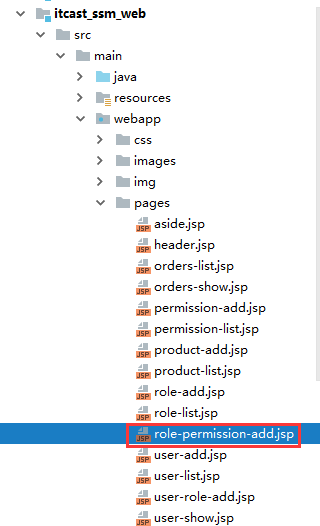 itcast_ssm_web
src
main
java
resources
webapp
css
images
img
pages
aside.jsp
header.jsp
orders-list.jsp
orders-show.jsp
permission-add.jsp
permission-list.jsp
product-add.jsp
product-list.jsp
role-add.jsp
role-list.jsp
role-permission-add.jsp
user-add.jsp
user-list.jsp
user-role-add.jsp
user-show.jsp